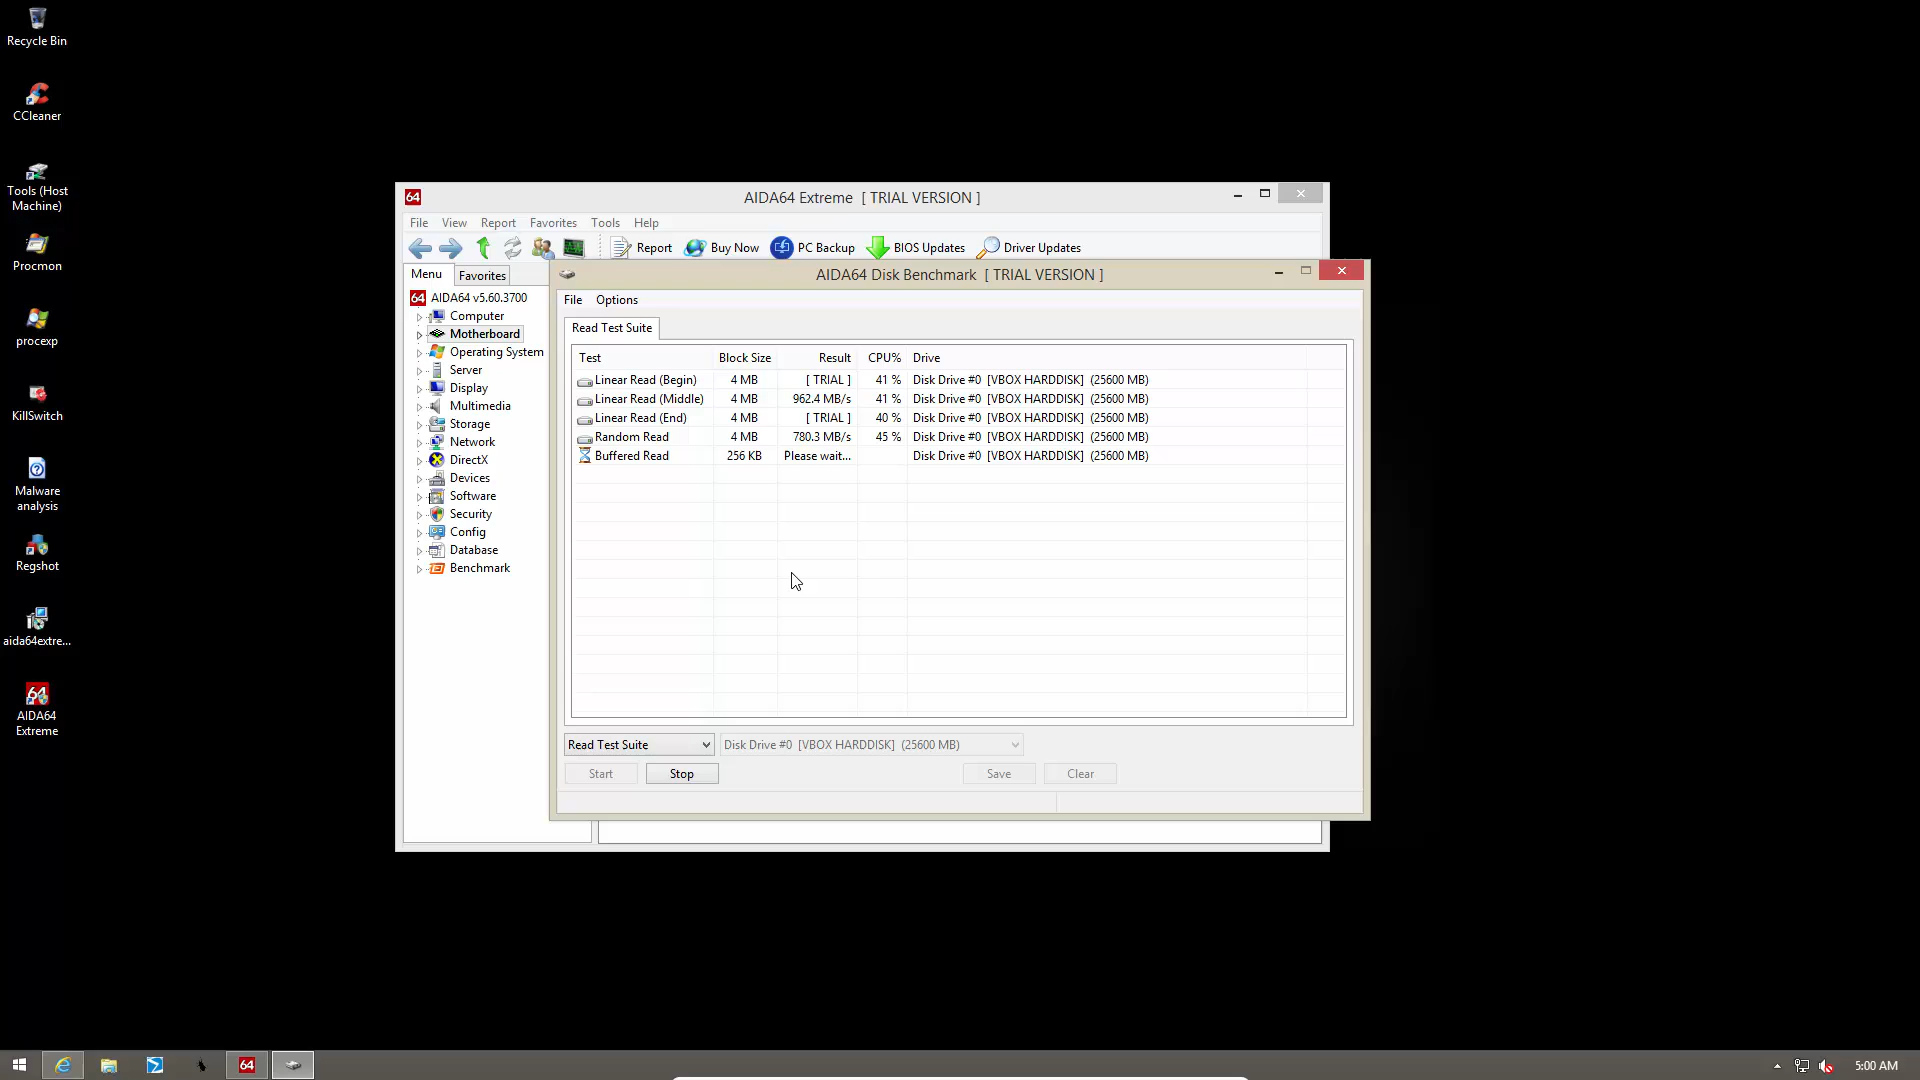 Recycle Bin
CCleaner
Tools (Host
Machine)
Procmon
procexp
KillSwitch
Malware
analysis
Regshot
aida64extre...
64
AIDA64
Extreme
64
AIDA64 Extreme [ TRIAL VERSION ]
File View Report Favorites Tools Help
Report Buy Now PC Backup BIOS Updates Driver Updates
Menu Favorites
64 AIDA64 v5.60.3700
Computer
Motherboard
Operating System
Server
Display
Multimedia
Storage
Network
DirectX
Devices
Software
Security
Config
Database
Benchmark
AIDA64 Disk Benchmark [ TRIAL VERSION ]
File Options
Read Test Suite
Test Block Size Result CPU% Drive
Linear Read (Begin) 4 MB [ TRIAL ] 41 % Disk Drive #0 [VBOX HARDDISK] (25600 MB)
Linear Read (Middle) 4 MB 962.4 MB/s 41 % Disk Drive #0 [VBOX HARDDISK] (25600 MB)
Linear Read (End) 4 MB [ TRIAL ] 40 % Disk Drive #0 [VBOX HARDDISK] (25600 MB)
Random Read 4 MB 780.3 MB/s 45 % Disk Drive #0 [VBOX HARDDISK] (25600 MB)
Buffered Read 256 KB Please wait... Disk Drive #0 [VBOX HARDDISK] (25600 MB)
Read Test Suite Disk Drive #0 [VBOX HARDDISK] (25600 MB)
Start Stop Save Clear
64 5:00 AM